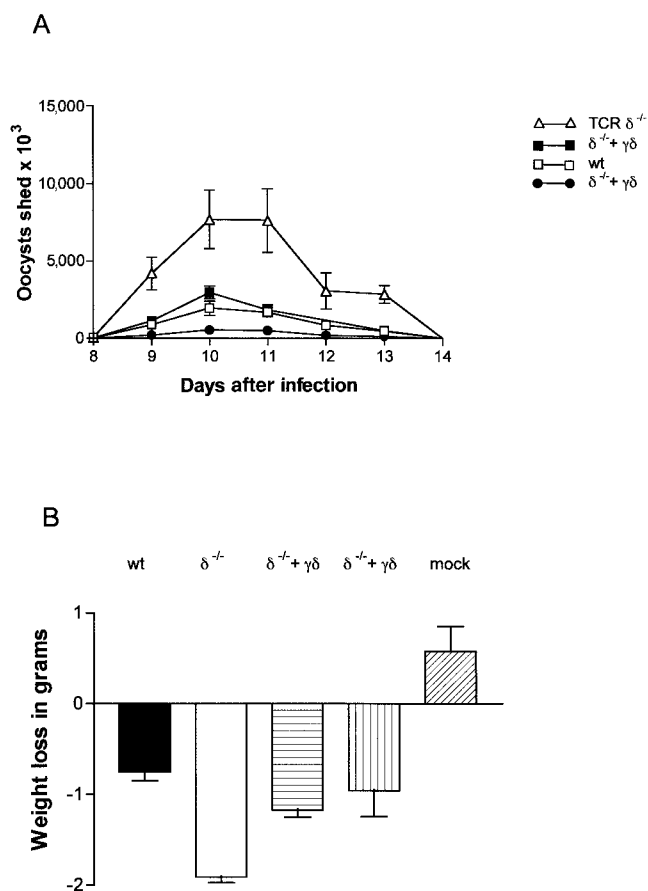 A
15,000
10,000
5,000
0
Oocysts shed x 10³
8 9 10 11 12 13 14
Days after infection
TCR δ⁻/⁻
δ⁻/⁻+ γδ
wt
δ⁻/⁻+ γδ
B
wt δ⁻/⁻ δ⁻/⁻+ γδ δ⁻/⁻+ γδ mock
1
0
-1
-2
Weight loss in grams